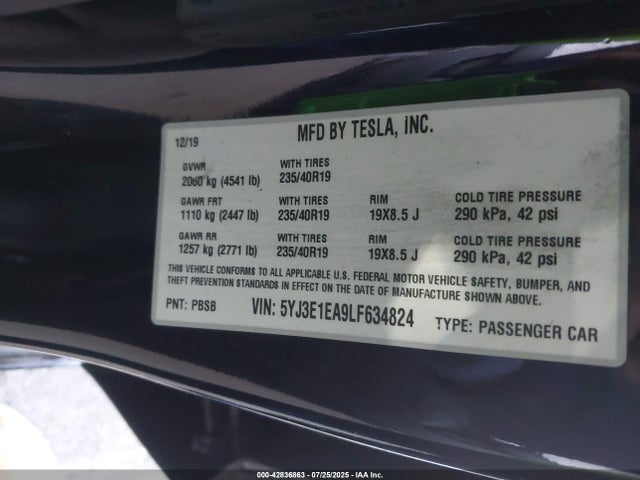 MFD BY TESLA, INC.
12/19
GVWR WITH TIRES
2060 kg (4541 lb) 235/40R19
GAWR FRT WITH TIRES RIM COLD TIRE PRESSURE
1110 kg (2447 lb) 235/40R19 19X8.5 J 290 kPa, 42 psi
GAWR RR WITH TIRES RIM COLD TIRE PRESSURE
1257 kg (2771 lb) 235/40R19 19X8.5 J 290 kPa, 42 psi
THIS VEHICLE CONFORMS TO ALL APPLICABLE U.S. FEDERAL MOTOR VEHICLE SAFETY, BUMPER, AND
THEFT PREVENTION STANDARDS IN EFFECT ON THE DATE OF MANUFACTURE SHOWN ABOVE.
PNT: PBSB VIN: 5YJ3E1EA9LF634824 TYPE: PASSENGER CAR
000-42836863 - 07/25/2025 - IAA Inc.